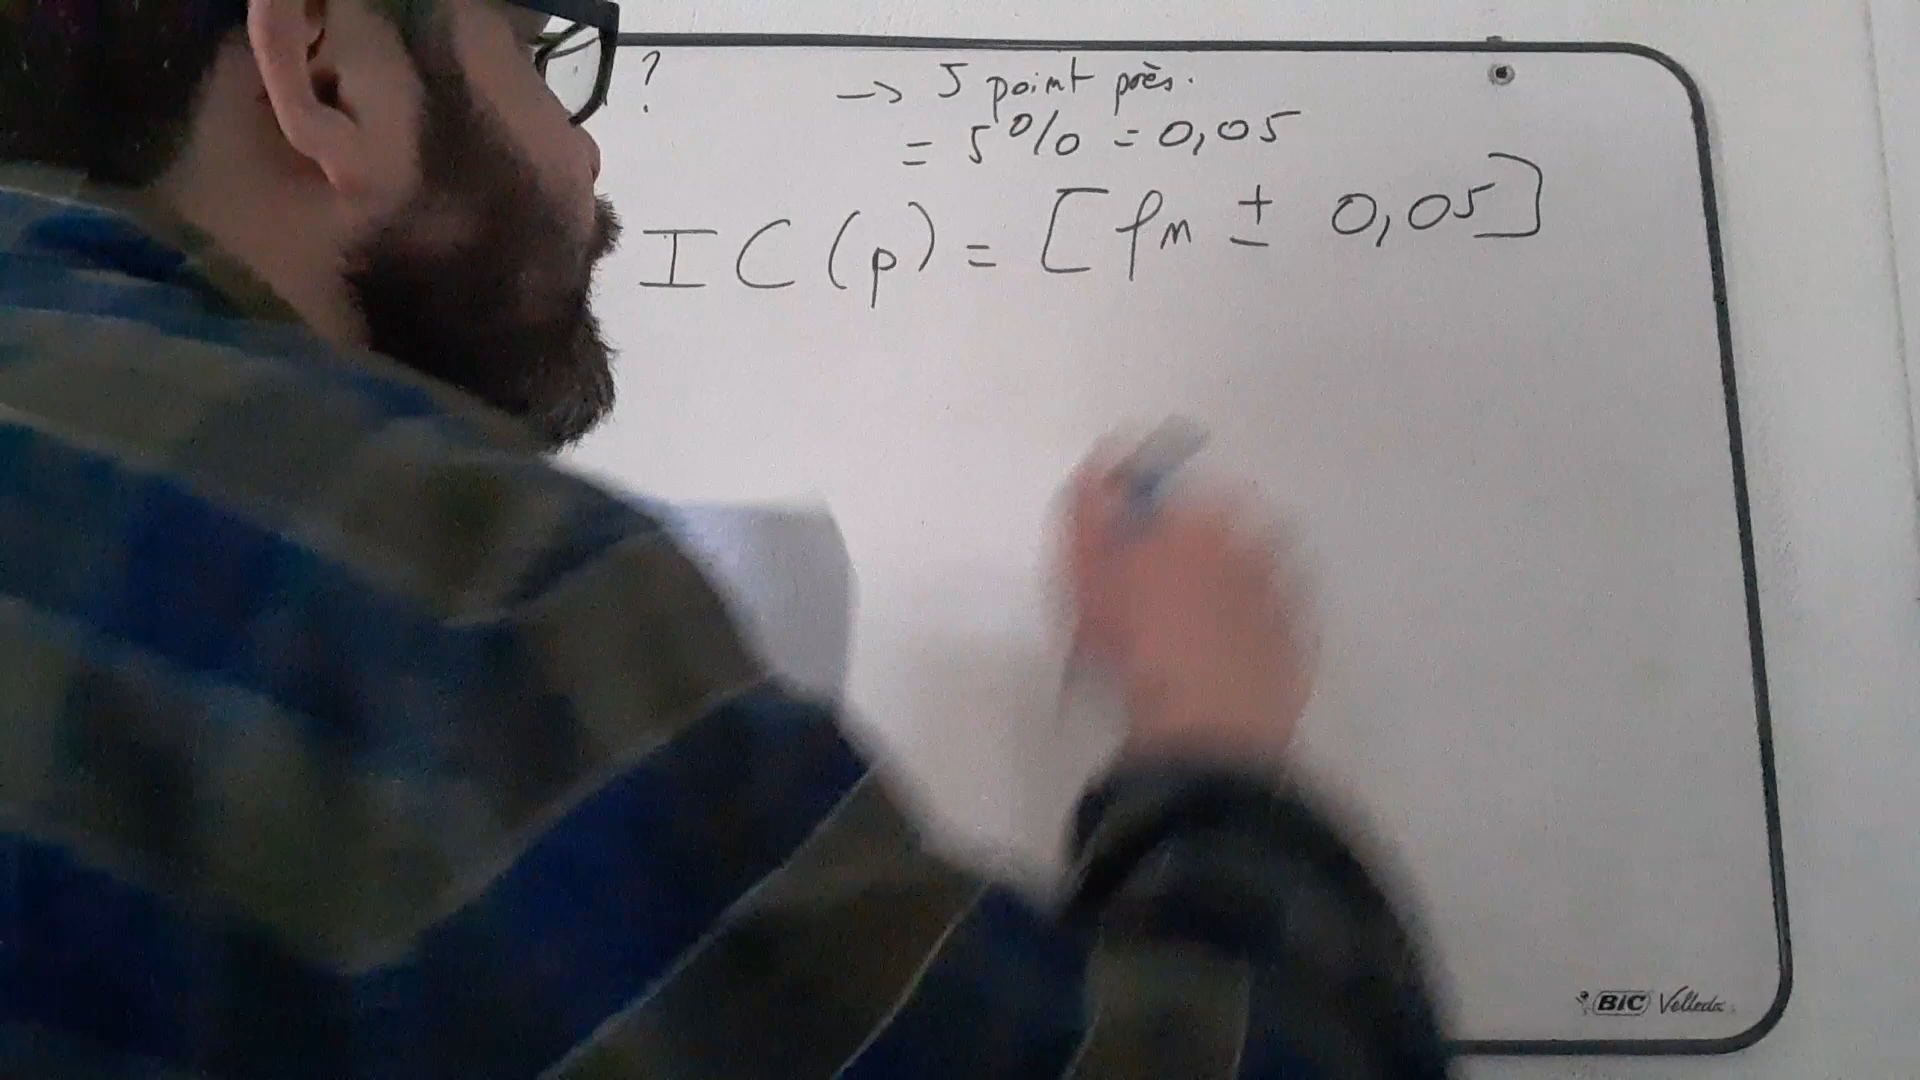 ?
→ 5 point près.
= 5% = 0,05
IC(p) = [fn ± 0,05]
BIC Velleda